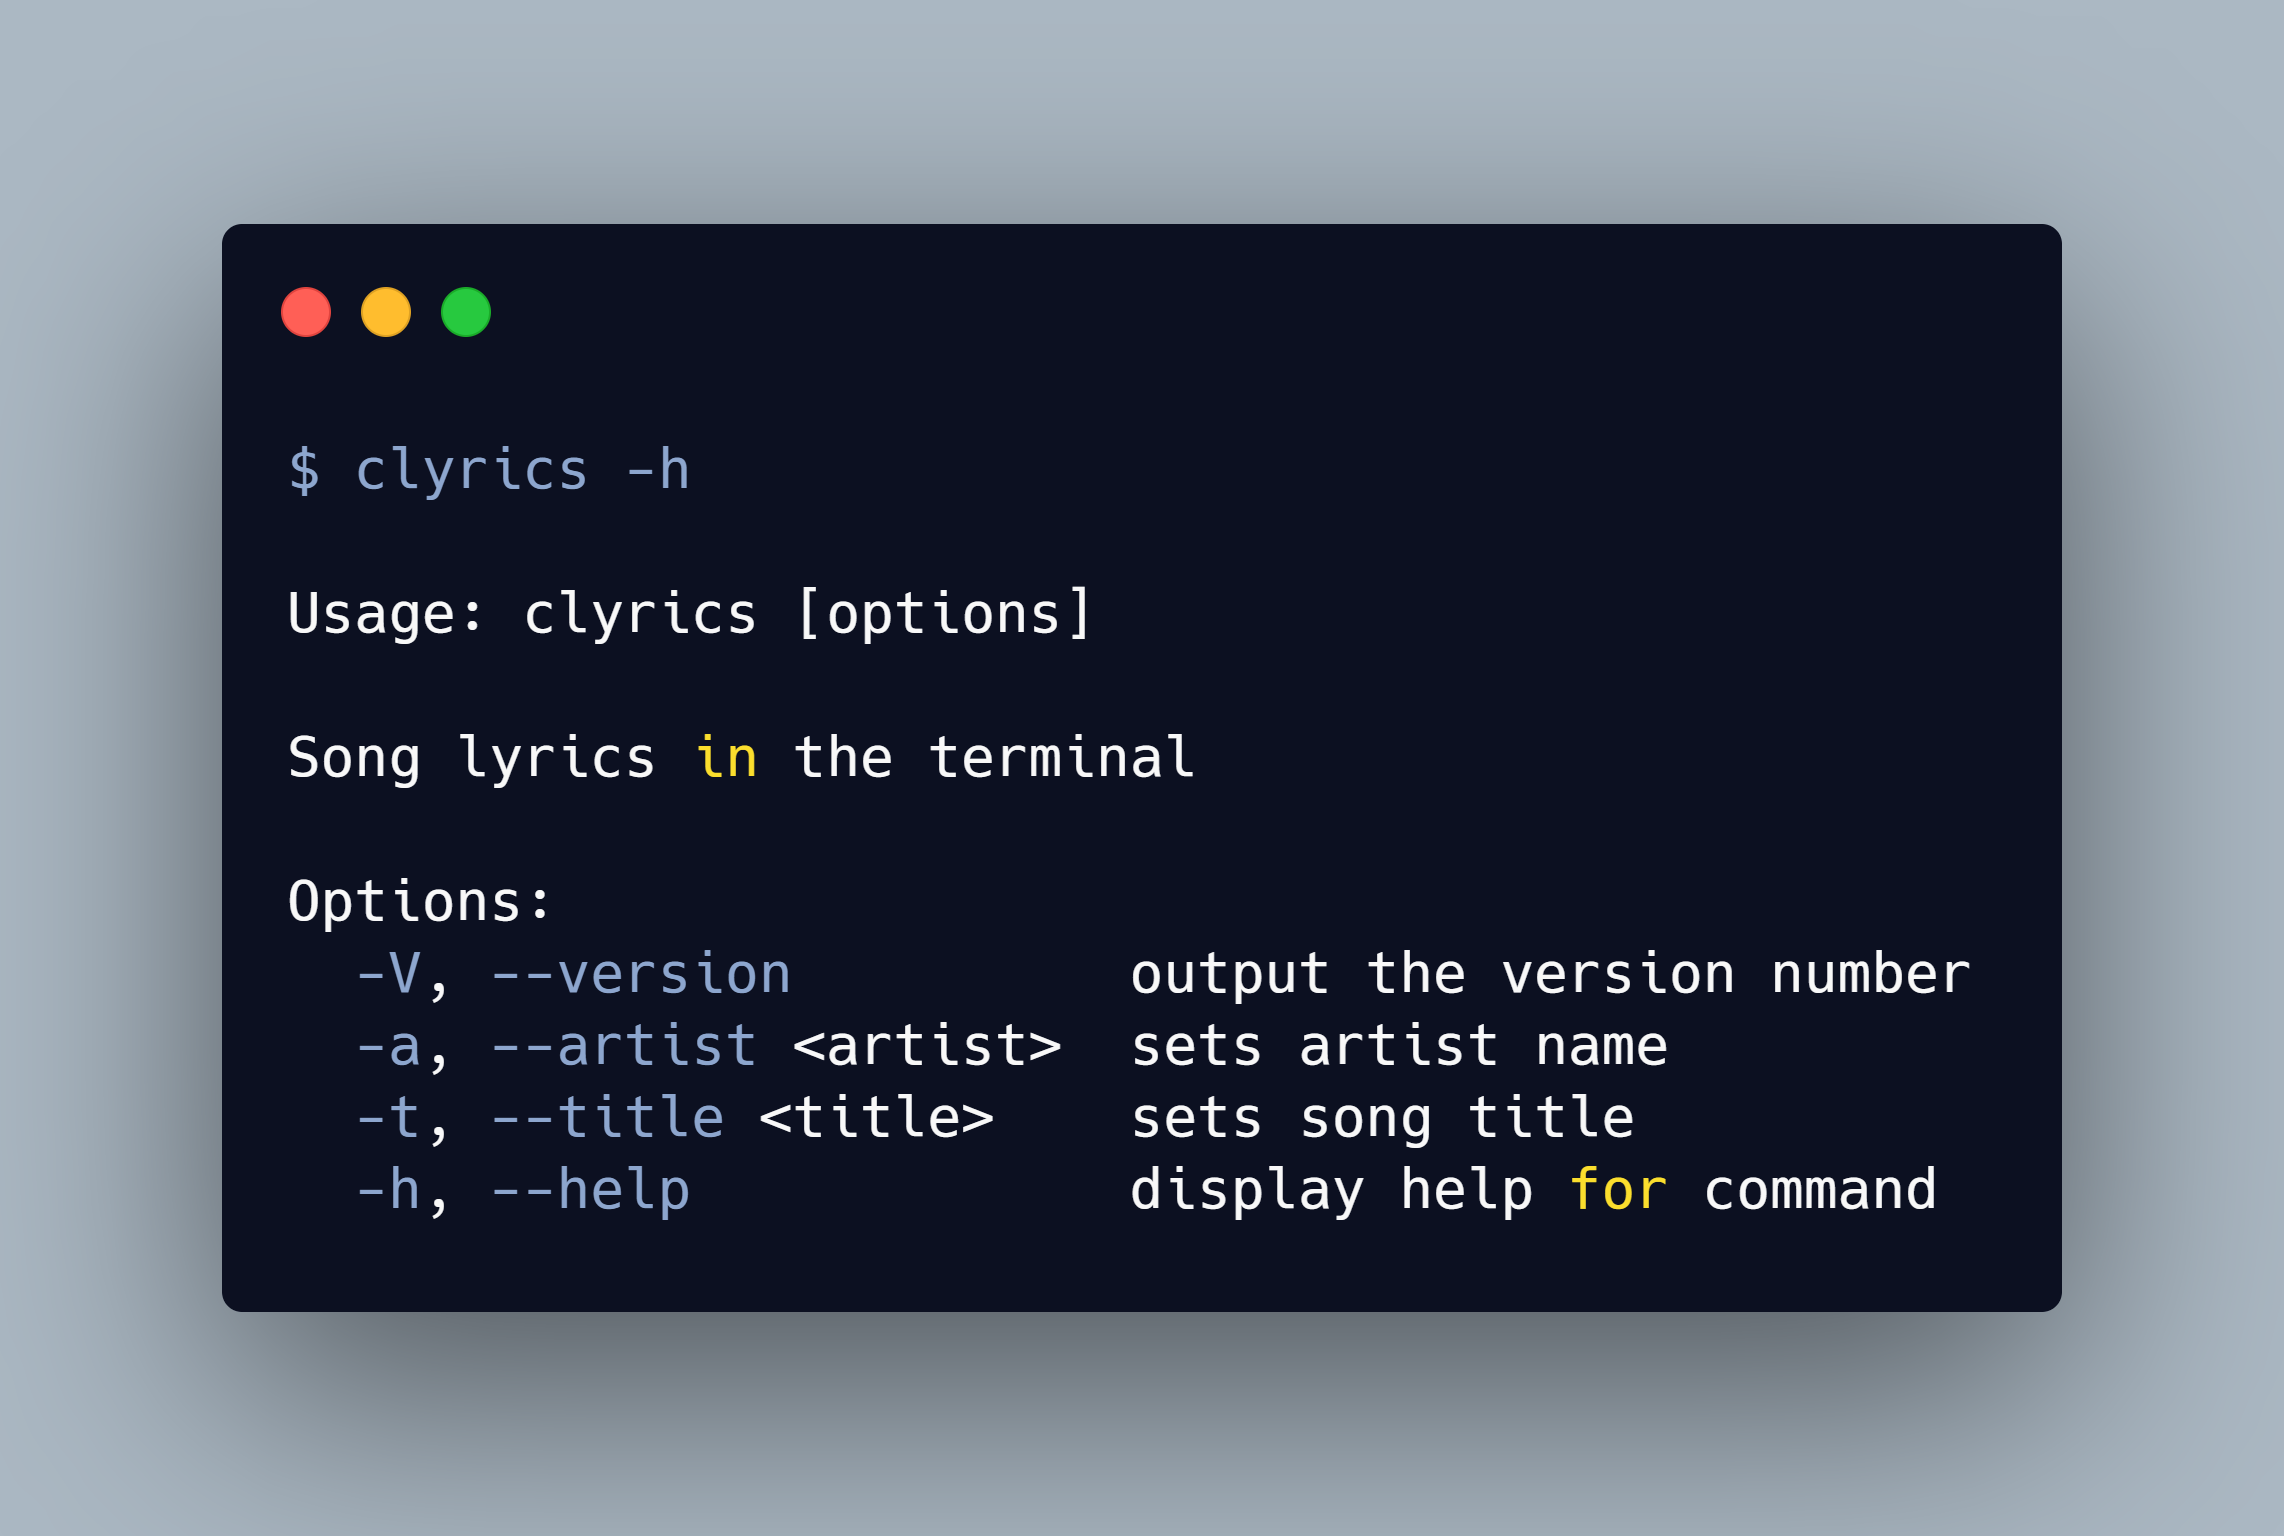 $ clyrics -h
Usage: clyrics [options]
Song lyrics in the terminal
Options:
-V, --version output the version number
-a, --artist <artist> sets artist name
-t, --title <title> sets song title
-h, --help display help for command